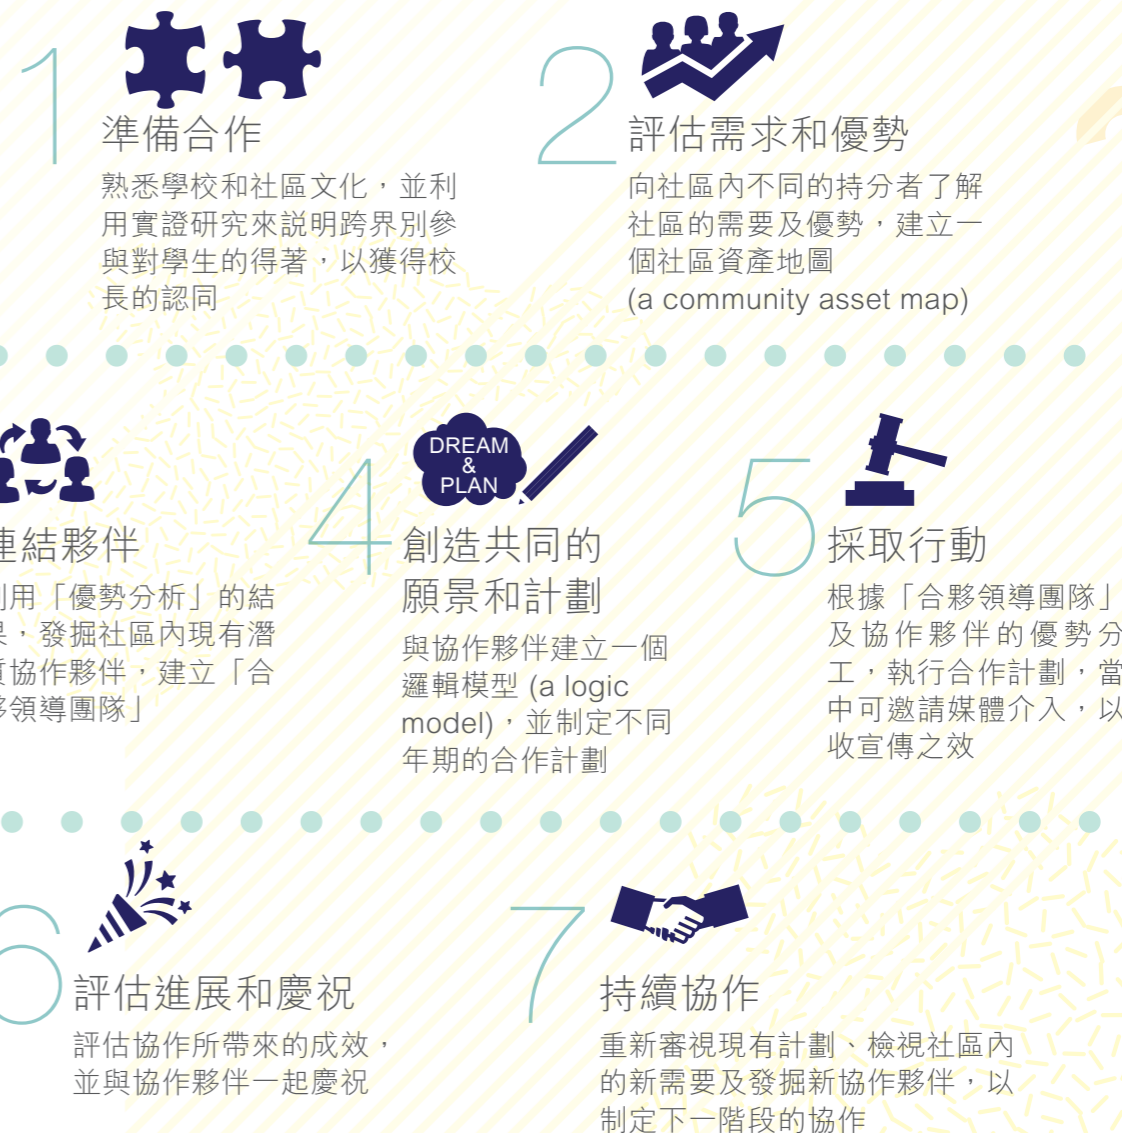 1
準備合作
熟悉學校和社區文化，並利
用實證研究來説明跨界別參
與對學生的得著，以獲得校
長的認同
2
評估需求和優勢
向社區內不同的持分者了解
社區的需要及優勢，建立一
個社區資產地圖
(a community asset map)
連結夥伴
利用「優勢分析」的結
果，發掘社區內現有潛
質協作夥伴，建立「合
夥領導團隊」
4
DREAM
&
PLAN
創造共同的
願景和計劃
與協作夥伴建立一個
邏輯模型 (a logic
model)，並制定不同
年期的合作計劃
5
採取行動
根據「合夥領導團隊」
及協作夥伴的優勢分
工，執行合作計劃，當
中可邀請媒體介入，以
收宣傳之效
6
評估進展和慶祝
評估協作所帶來的成效，
並與協作夥伴一起慶祝
7
持續協作
重新審視現有計劃、檢視社區內
的新需要及發掘新協作夥伴，以
制定下一階段的協作